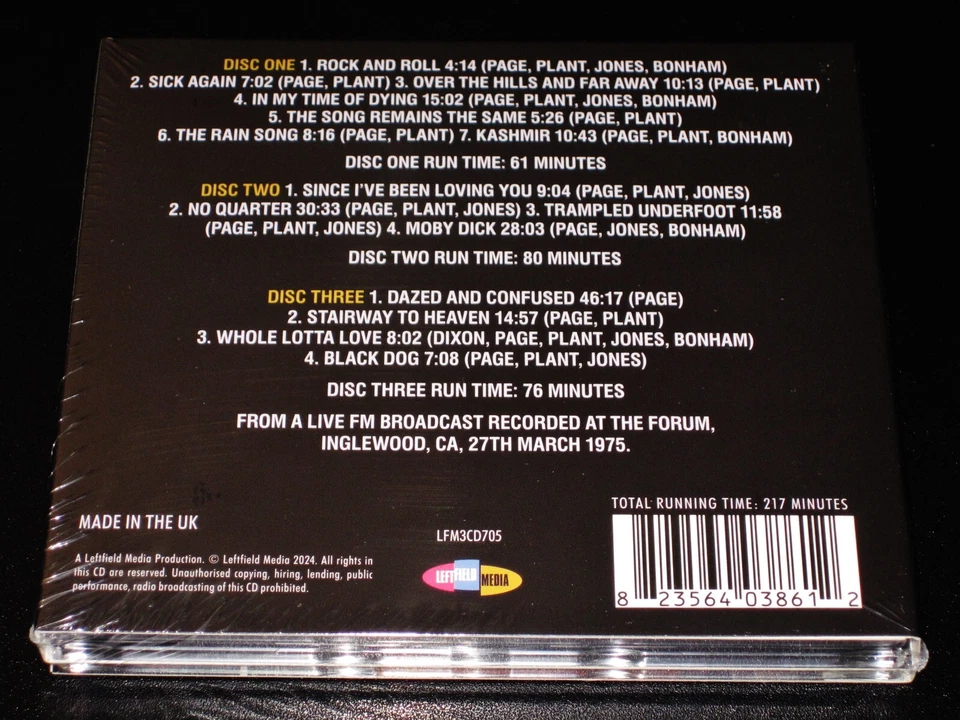 DISC ONE 1. ROCK AND ROLL 4:14 (PAGE, PLANT, JONES, BONHAM)
2. SICK AGAIN 7:02 (PAGE, PLANT) 3. OVER THE HILLS AND FAR AWAY 10:13 (PAGE, PLANT)
4. IN MY TIME OF DYING 15:02 (PAGE, PLANT, JONES, BONHAM)
5. THE SONG REMAINS THE SAME 5:26 (PAGE, PLANT)
6. THE RAIN SONG 8:16 (PAGE, PLANT) 7. KASHMIR 10:43 (PAGE, PLANT, BONHAM)
DISC ONE RUN TIME: 61 MINUTES
DISC TWO 1. SINCE I'VE BEEN LOVING YOU 9:04 (PAGE, PLANT, JONES)
2. NO QUARTER 30:33 (PAGE, PLANT, JONES) 3. TRAMPLED UNDERFOOT 11:58
(PAGE, PLANT, JONES) 4. MOBY DICK 28:03 (PAGE, JONES, BONHAM)
DISC TWO RUN TIME: 80 MINUTES
DISC THREE 1. DAZED AND CONFUSED 46:17 (PAGE)
2. STAIRWAY TO HEAVEN 14:57 (PAGE, PLANT)
3. WHOLE LOTTA LOVE 8:02 (DIXON, PAGE, PLANT, JONES, BONHAM)
4. BLACK DOG 7:08 (PAGE, PLANT, JONES)
DISC THREE RUN TIME: 76 MINUTES
FROM A LIVE FM BROADCAST RECORDED AT THE FORUM,
INGLEWOOD, CA, 27TH MARCH 1975.
TOTAL RUNNING TIME: 217 MINUTES
MADE IN THE UK
LFM3CD705
A Leftfield Media Production. © Leftfield Media 2024. All rights in
this CD are reserved. Unauthorised copying, hiring, lending, public
performance, radio broadcasting of this CD prohibited.
LEFTFIELD MEDIA
8 23564 03861 2